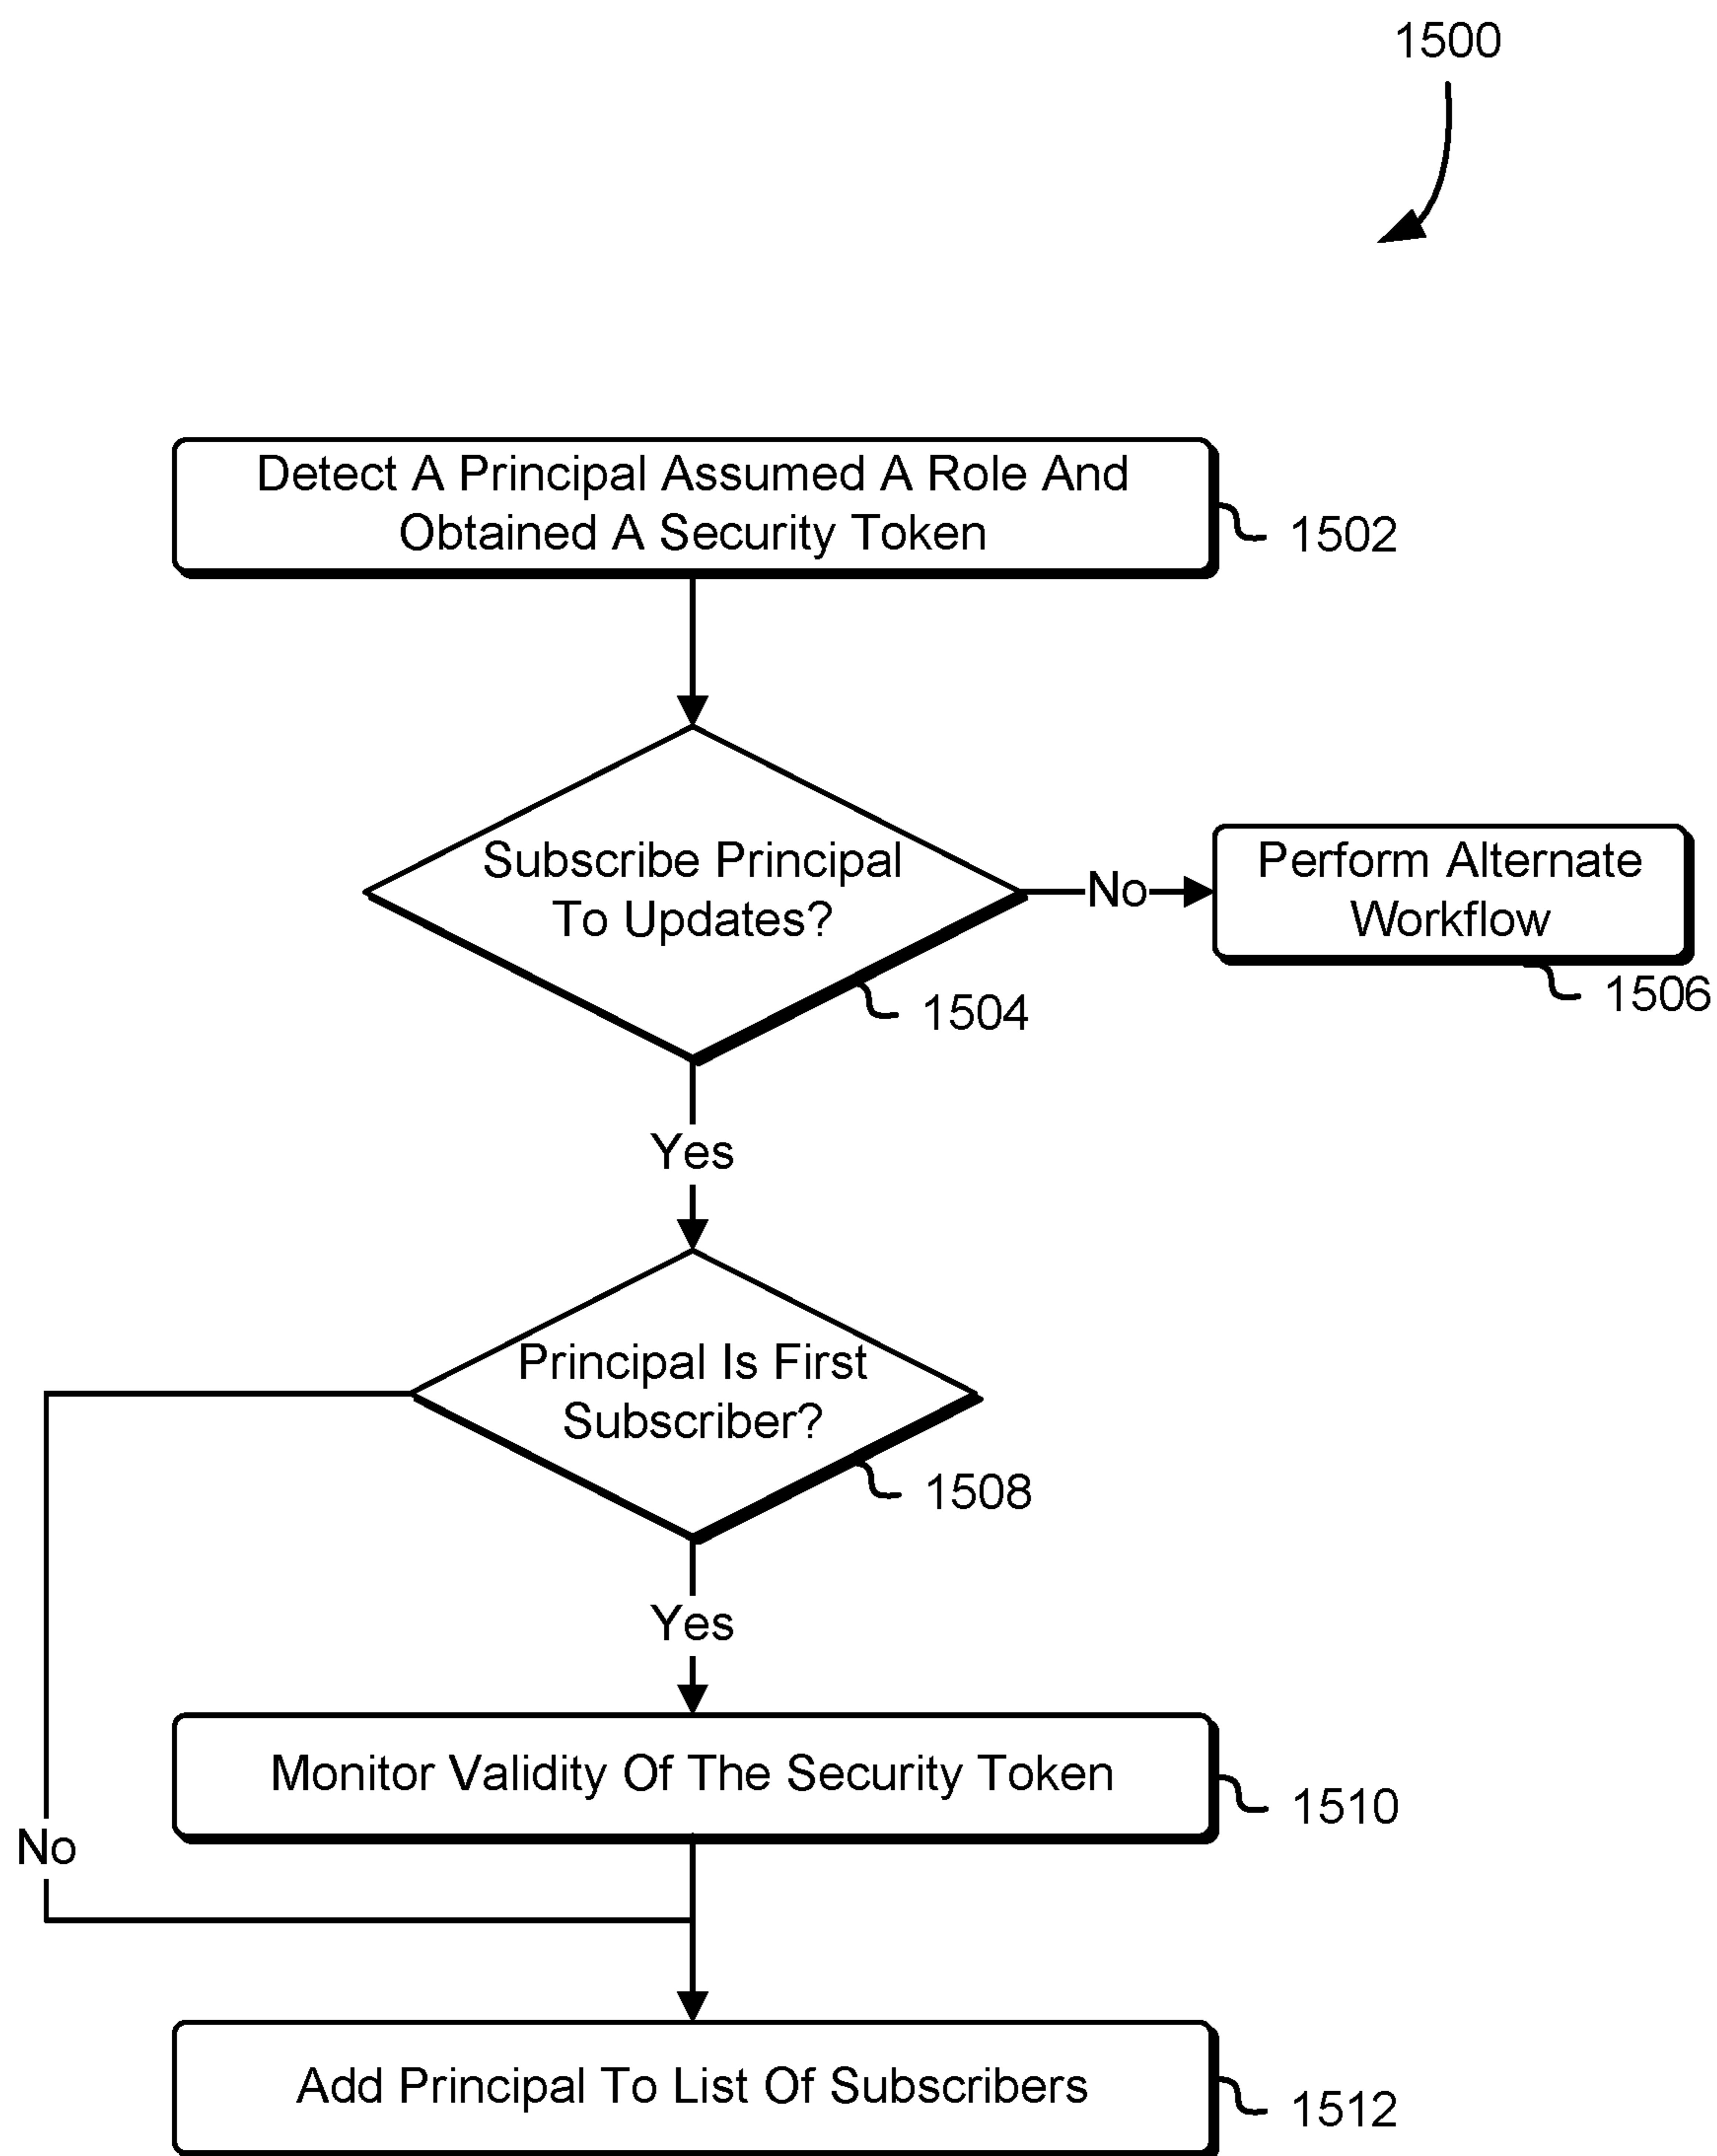 1500
Detect A Principal Assumed A Role And
Obtained A Security Token
1502
Subscribe Principal
To Updates?
No
Perform Alternate
Workflow
1504
1506
Yes
Principal Is First
Subscriber?
1508
Yes
Monitor Validity Of The Security Token
1510
No
Add Principal To List Of Subscribers
1512